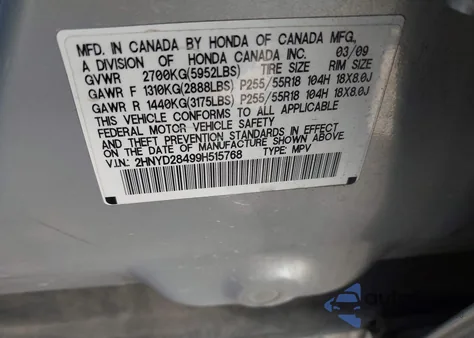 MFD. IN CANADA BY HONDA OF CANADA MFG.,
A DIVISION OF HONDA CANADA INC. 03/09
GVWR 2700KG(5952LBS) TIRE SIZE RIM SIZE
GAWR F 1310KG(2888LBS) P255/55R18 104H 18X8.0J
GAWR R 1440KG(3175LBS) P255/55R18 104H 18X8.0J
THIS VEHICLE CONFORMS TO ALL APPLICABLE
FEDERAL MOTOR VEHICLE SAFETY
AND THEFT PREVENTION STANDARDS IN EFFECT
ON THE DATE OF MANUFACTURE SHOWN ABOVE.
V.I.N: 2HNYD28499H515768 TYPE: MPV